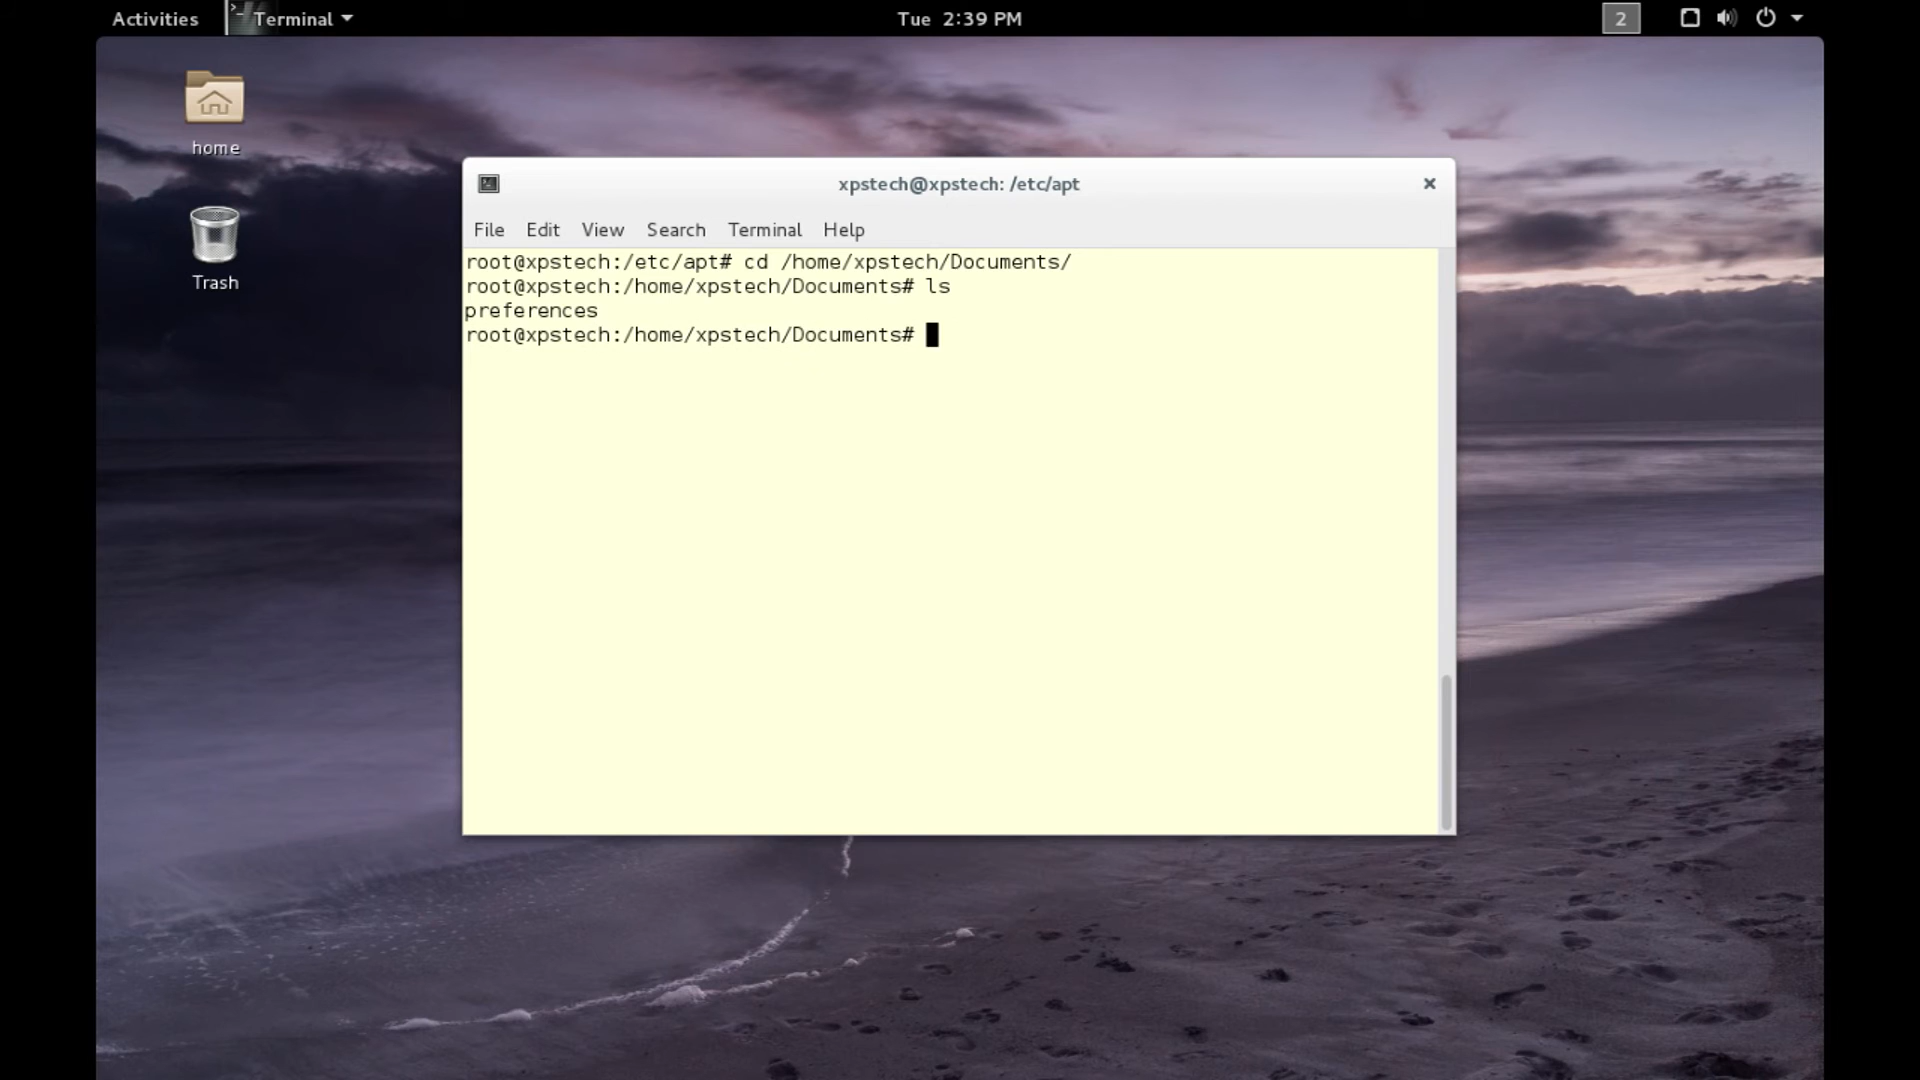 Activities Terminal Tue 2:39 PM 2
home
Trash
xpstech@xpstech: /etc/apt
File Edit View Search Terminal Help
root@xpstech:/etc/apt# cd /home/xpstech/Documents/
root@xpstech:/home/xpstech/Documents# ls
preferences
root@xpstech:/home/xpstech/Documents#